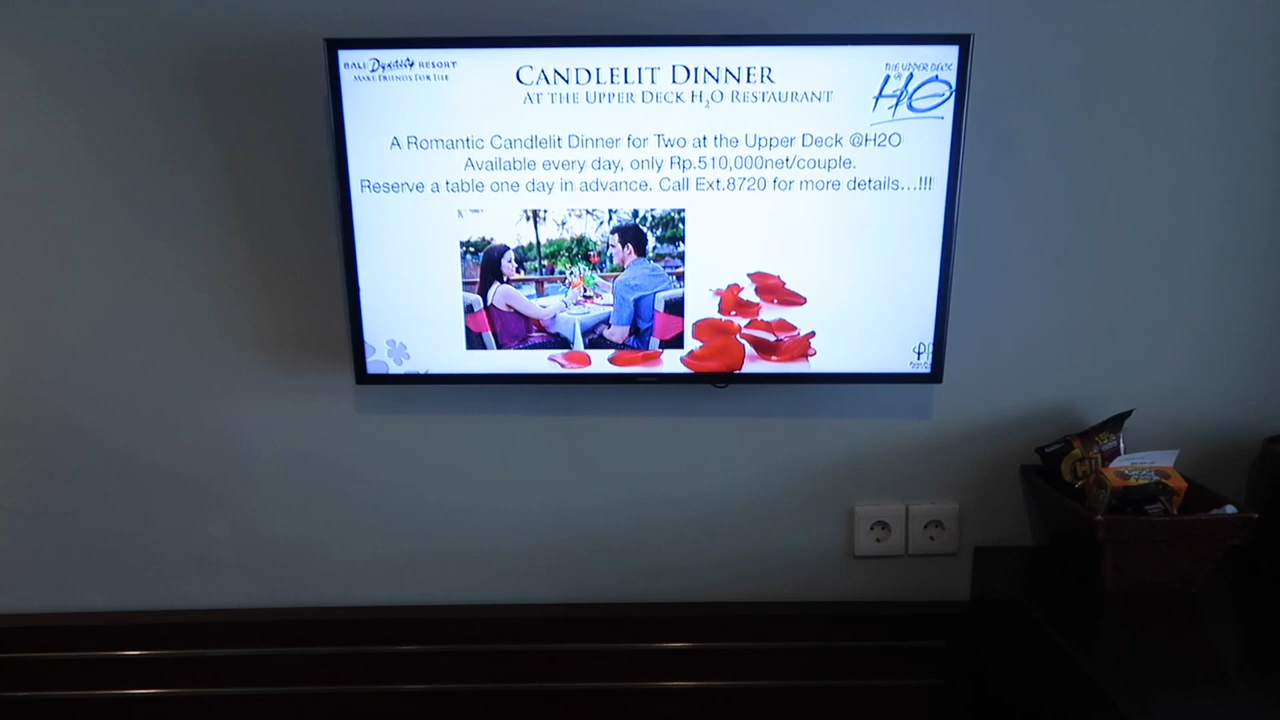 BALI Dynasty RESORT
MAKE FRIENDS FOR LIFE
CANDLELIT DINNER
AT THE UPPER DECK H₂O RESTAURANT
THE UPPER DECK
@
H2O
A Romantic Candlelit Dinner for Two at the Upper Deck @H2O
Available every day, only Rp.510,000net/couple.
Reserve a table one day in advance. Call Ext.8720 for more details...!!!